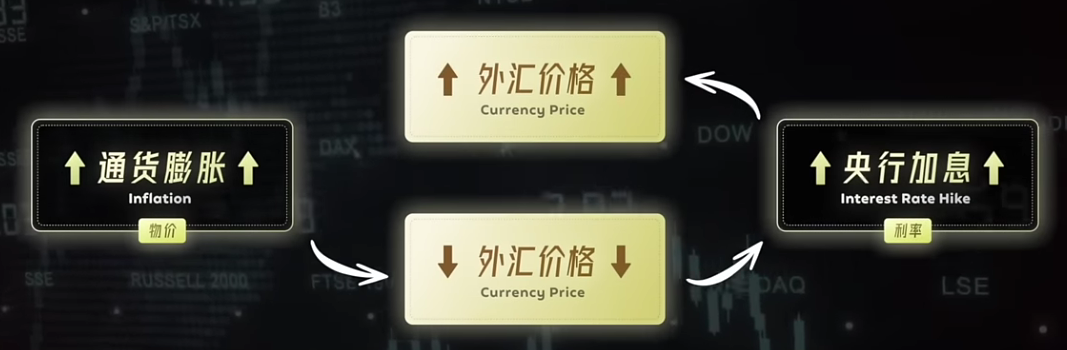 S&P/TSX
83
SSE
外汇价格
Currency Price
DOW
DAX
通货膨胀
Inflation
物价
央行加息
Interest Rate Hike
利率
外汇价格
Currency Price
SSE
RUSSELL 2000
FTSE
DAQ
LSE